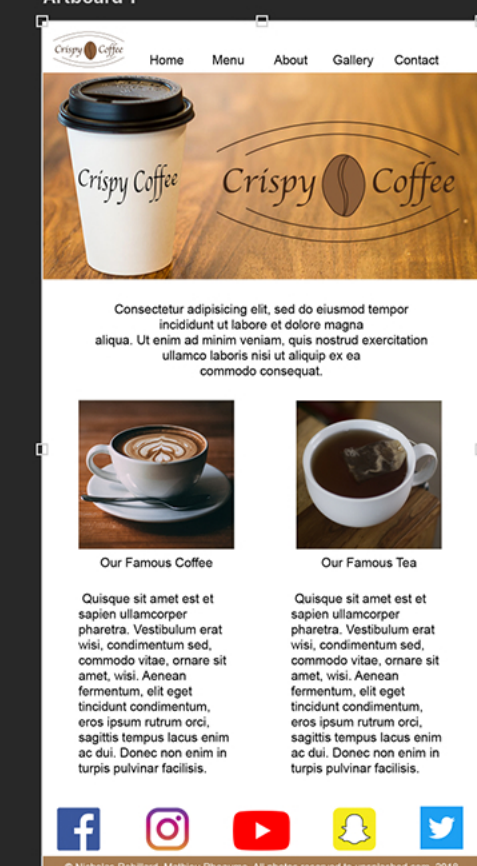 Artboard 1
Crispy Coffee
Home Menu About Gallery Contact
Crispy Coffee
Crispy Coffee
Consectetur adipisicing elit, sed do eiusmod tempor
incididunt ut labore et dolore magna
aliqua. Ut enim ad minim veniam, quis nostrud exercitation
ullamco laboris nisi ut aliquip ex ea
commodo consequat.
Our Famous Coffee
Our Famous Tea
Quisque sit amet est et
sapien ullamcorper
pharetra. Vestibulum erat
wisi, condimentum sed,
commodo vitae, ornare sit
amet, wisi. Aenean
fermentum, elit eget
tincidunt condimentum,
eros ipsum rutrum orci,
sagittis tempus lacus enim
ac dui. Donec non enim in
turpis pulvinar facilisis.
Quisque sit amet est et
sapien ullamcorper
pharetra. Vestibulum erat
wisi, condimentum sed,
commodo vitae, ornare sit
amet, wisi. Aenean
fermentum, elit eget
tincidunt condimentum,
eros ipsum rutrum orci,
sagittis tempus lacus enim
ac dui. Donec non enim in
turpis pulvinar facilisis.
f
All photos reserved to